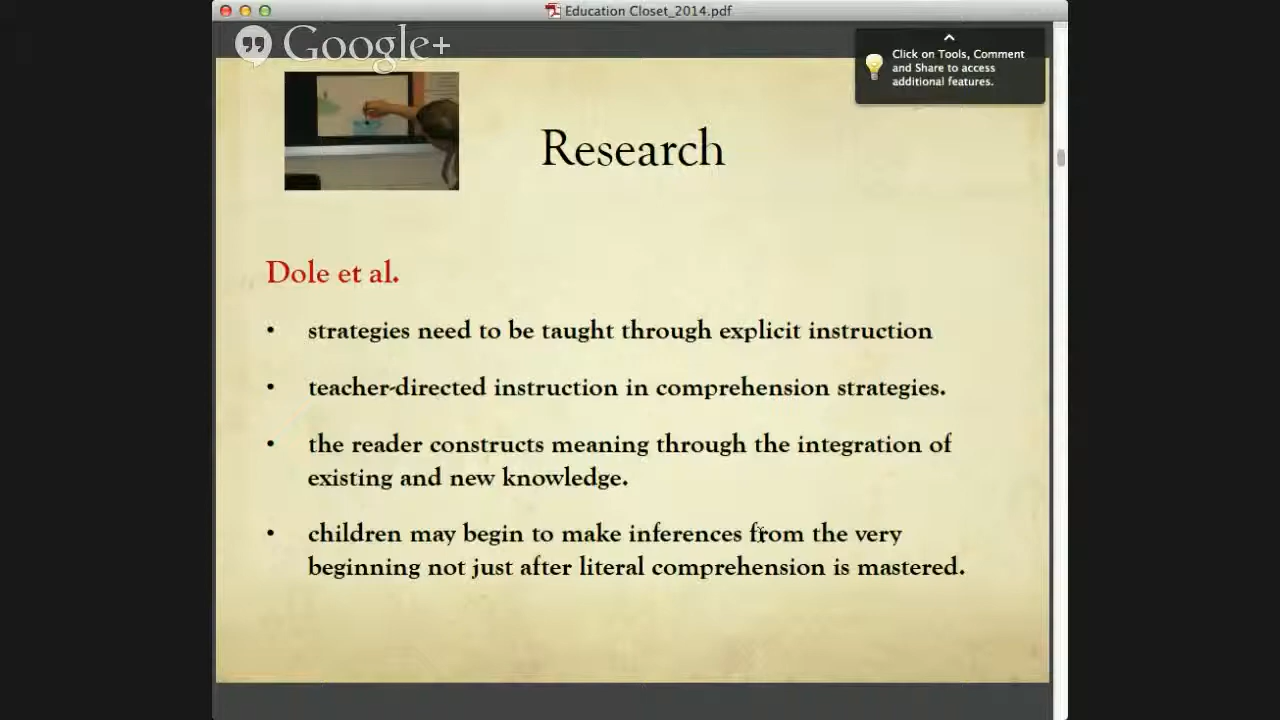 Education Closet_2014.pdf
Google+
Click on Tools, Comment
and Share to access
additional features.
Research
Dole et al.
• strategies need to be taught through explicit instruction
• teacher-directed instruction in comprehension strategies.
• the reader constructs meaning through the integration of
existing and new knowledge.
• children may begin to make inferences from the very
beginning not just after literal comprehension is mastered.